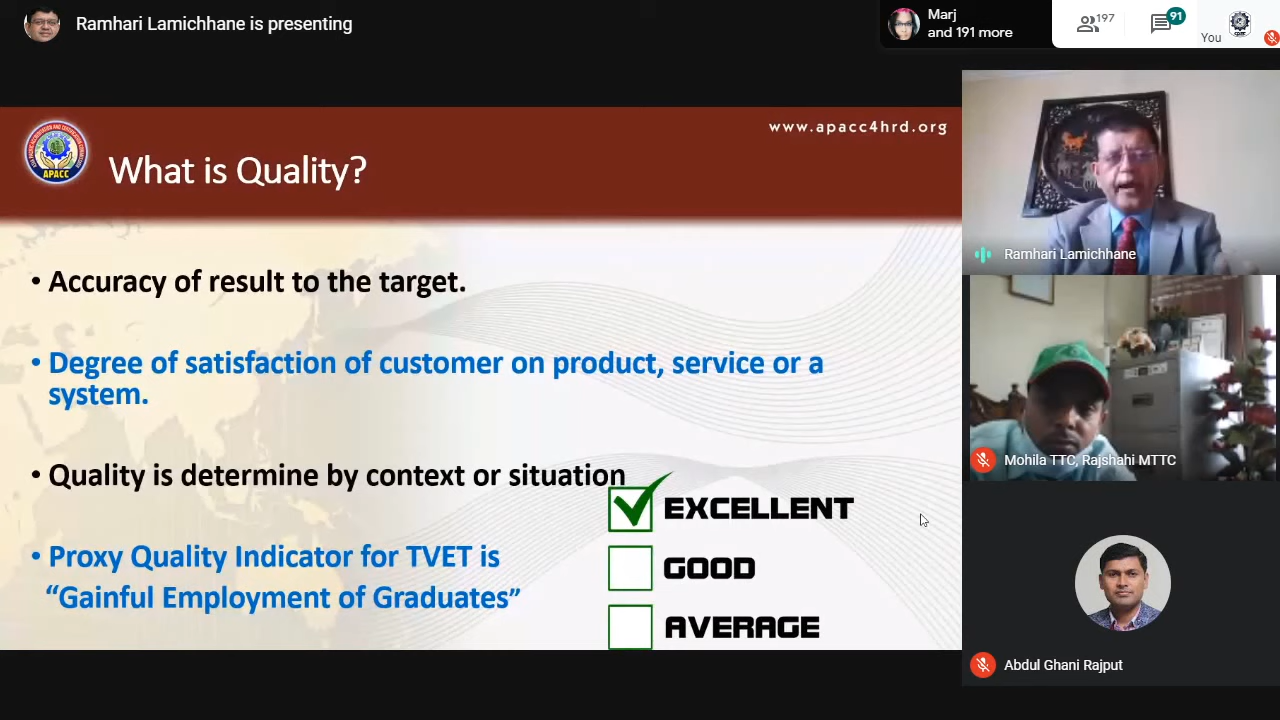 Ramhari Lamichhane is presenting
Marj
and 191 more
197
91
You
www.apacc4hrd.org
APACC
What is Quality?
• Accuracy of result to the target.
• Degree of satisfaction of customer on product, service or a
system.
• Quality is determine by context or situation
• Proxy Quality Indicator for TVET is
“Gainful Employment of Graduates”
EXCELLENT
GOOD
AVERAGE
Ramhari Lamichhane
Mohila TTC, Rajshahi MTTC
Abdul Ghani Rajput